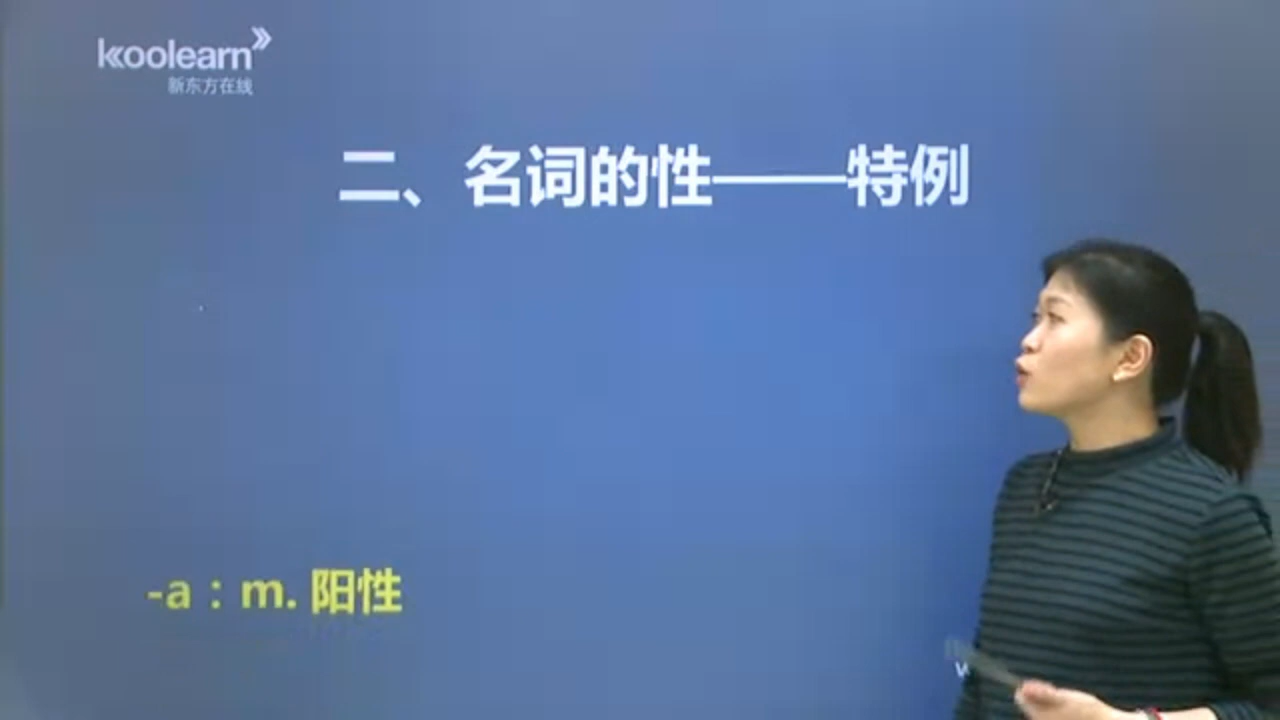 koolearn
新东方在线
二、名词的性——特例
-a：m. 阳性